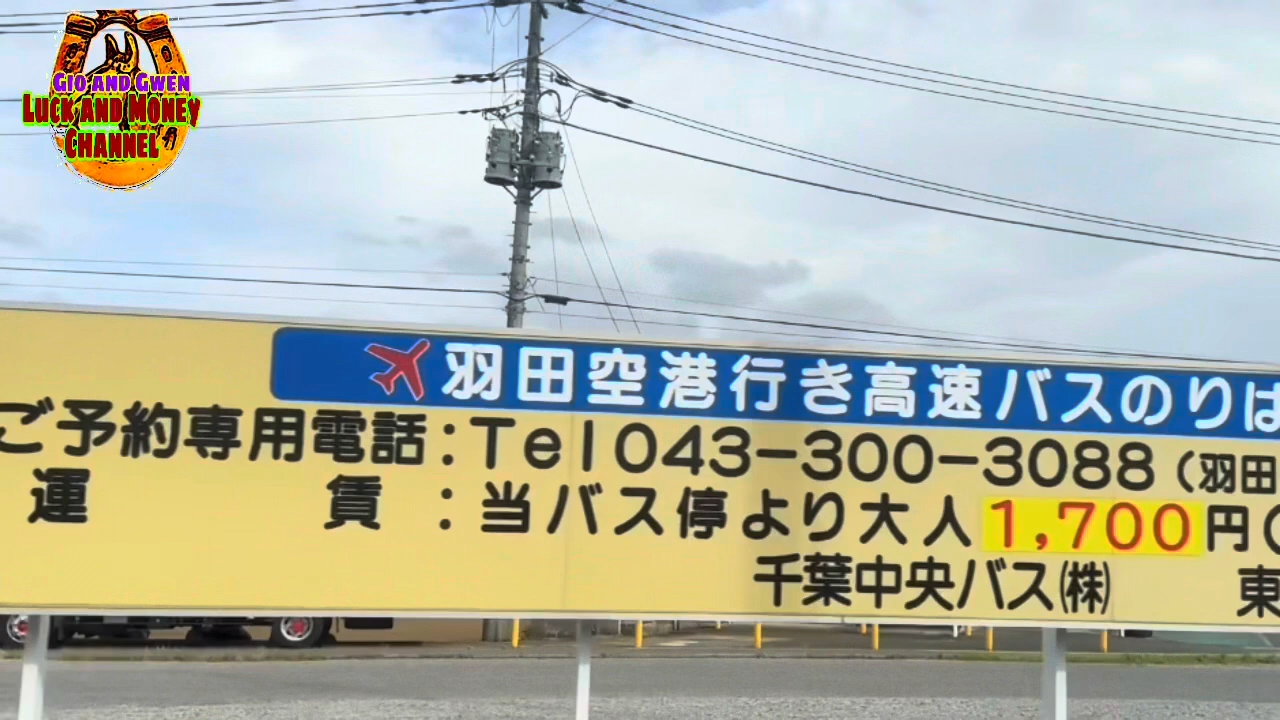 Gio and Gwen
Luck and Money
Channel
羽田空港行き高速バスのりば
ご予約専用電話：Tel043-300-3088（羽田
運賃：当バス停より大人1,700円（
千葉中央バス㈱ 東